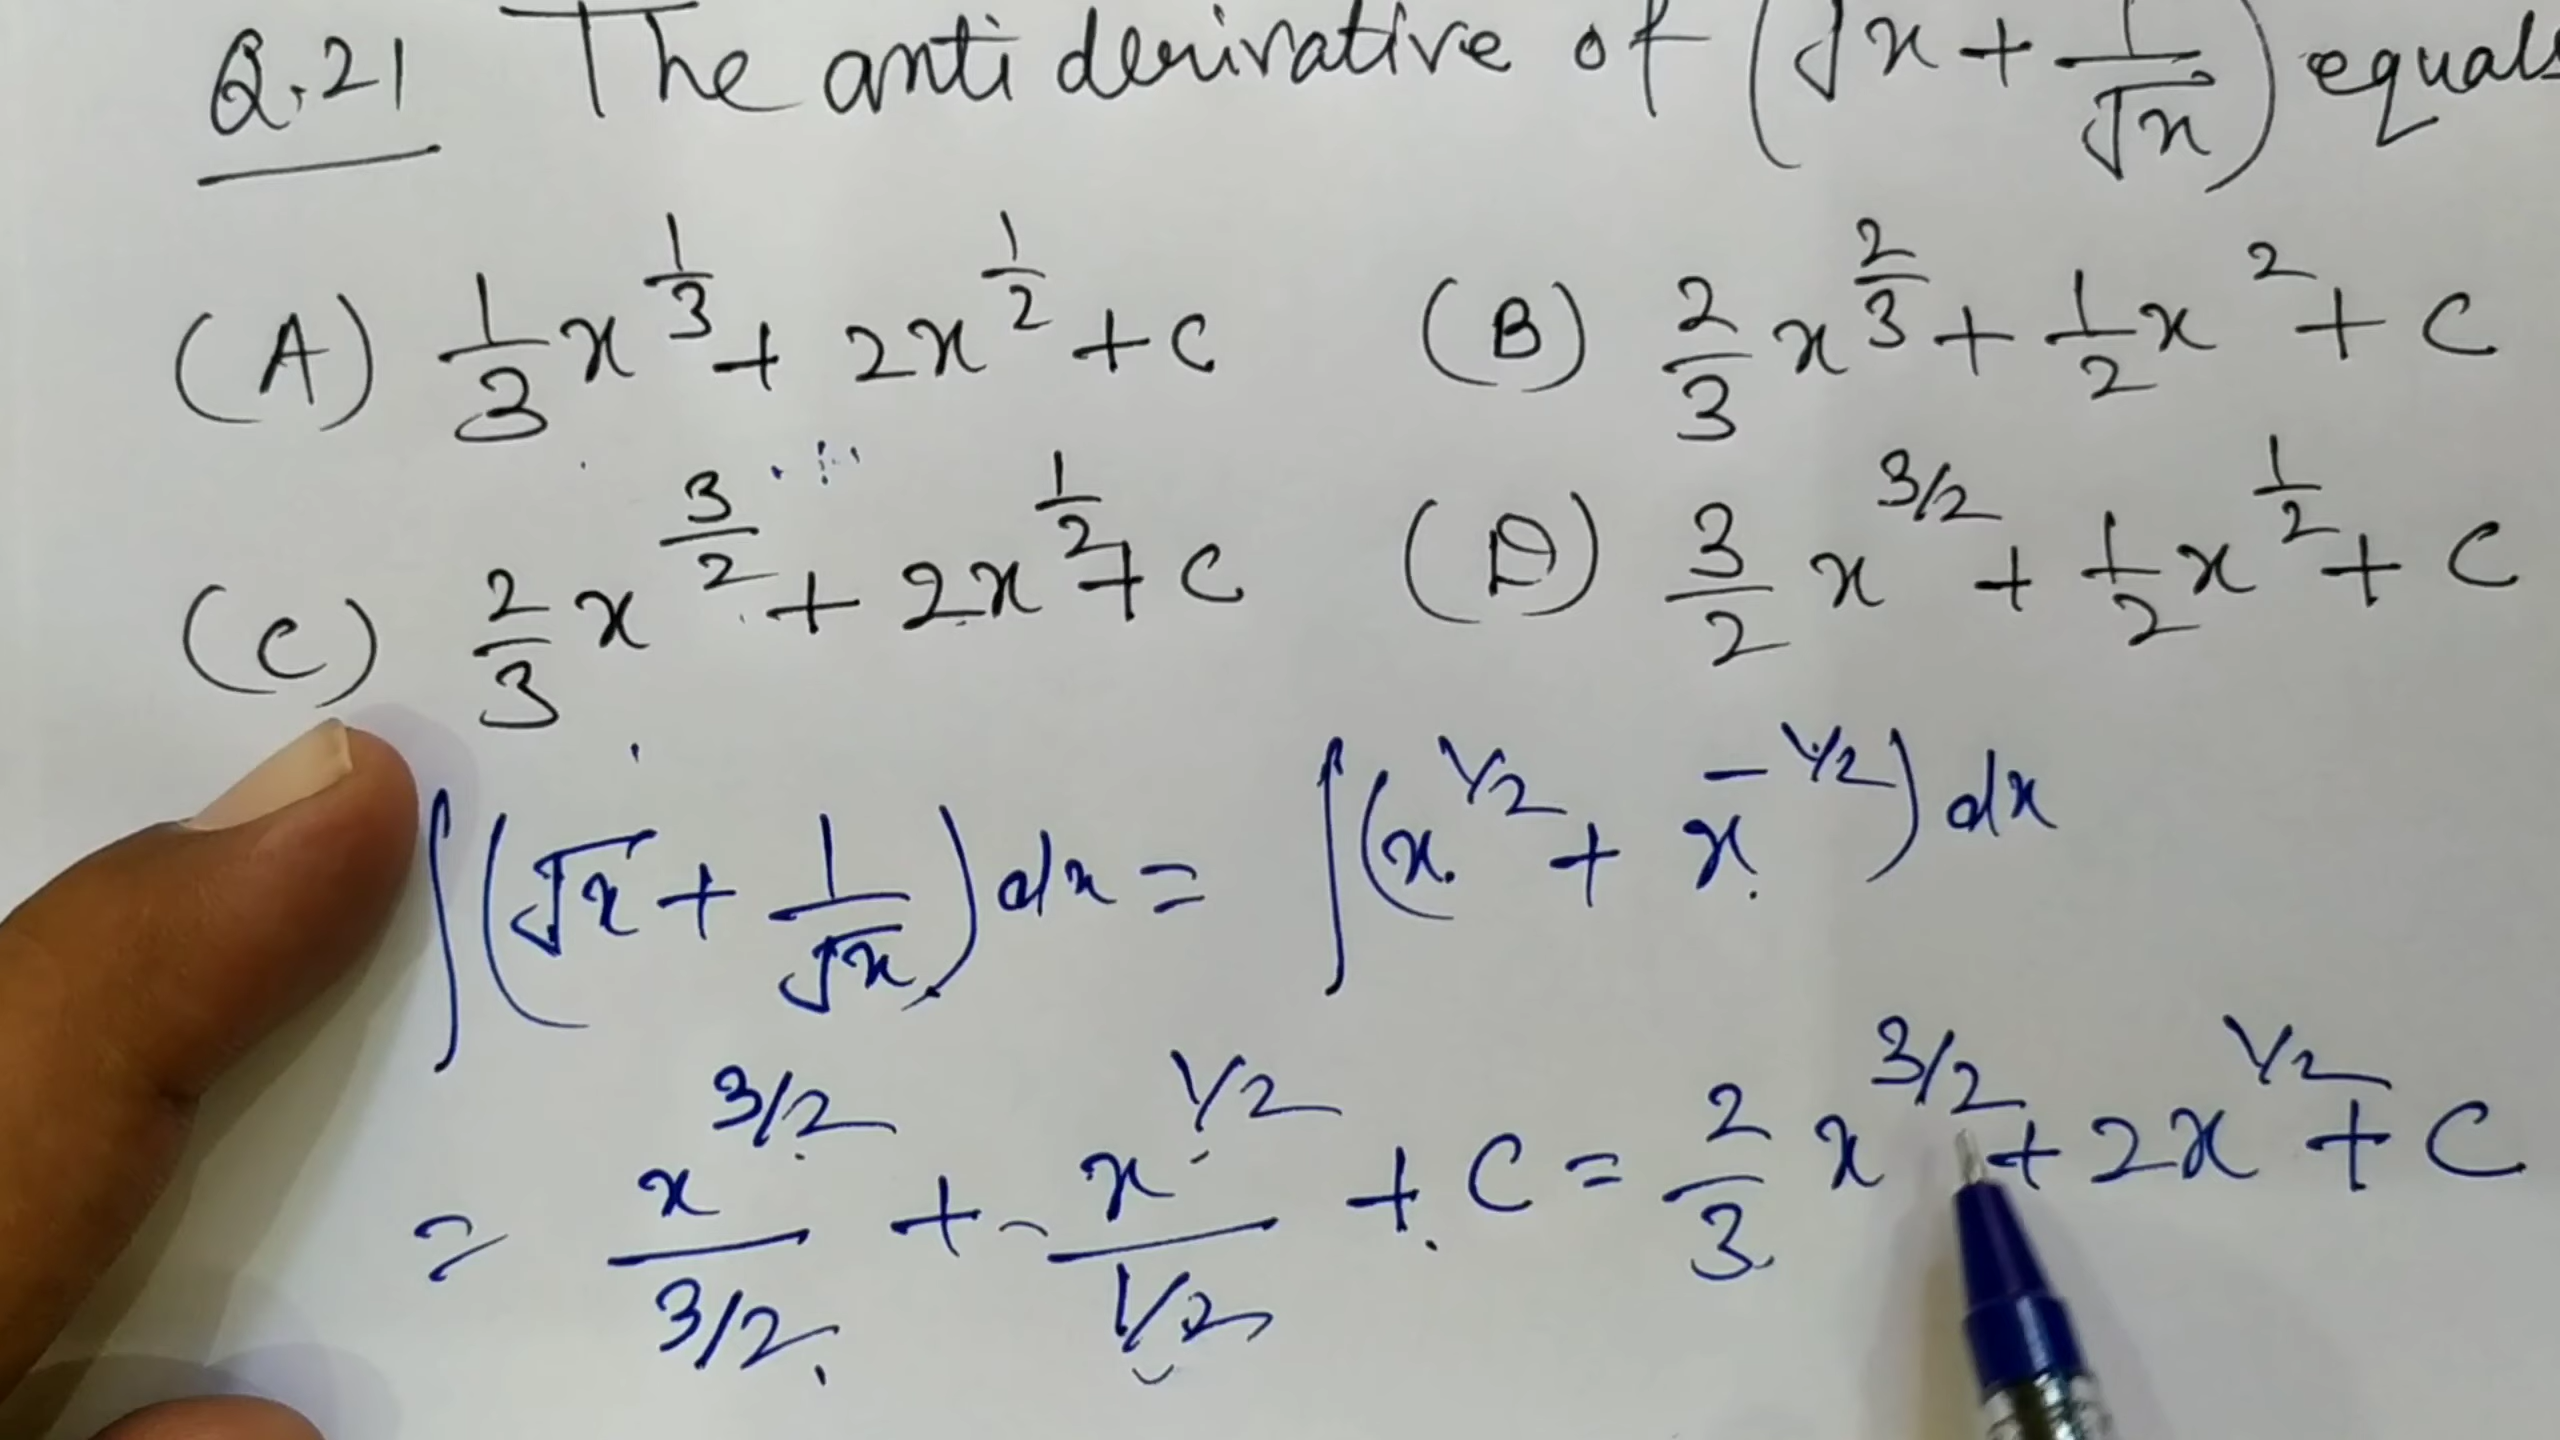 Q.21 The anti derivative of (√x + 1/√x) equals
(A) 1/3 x^(1/3) + 2x^(1/2) + C (B) 2/3 x^(2/3) + 1/2 x^2 + C
(C) 2/3 x^(3/2) + 2x^(1/2) + C (D) 3/2 x^(3/2) + 1/2 x^(1/2) + C
∫(√x + 1/√x) dx = ∫(x^(1/2) + x^(-1/2)) dx
= x^(3/2)/(3/2) + x^(1/2)/(1/2) + C = 2/3 x^(3/2) + 2x^(1/2) + C